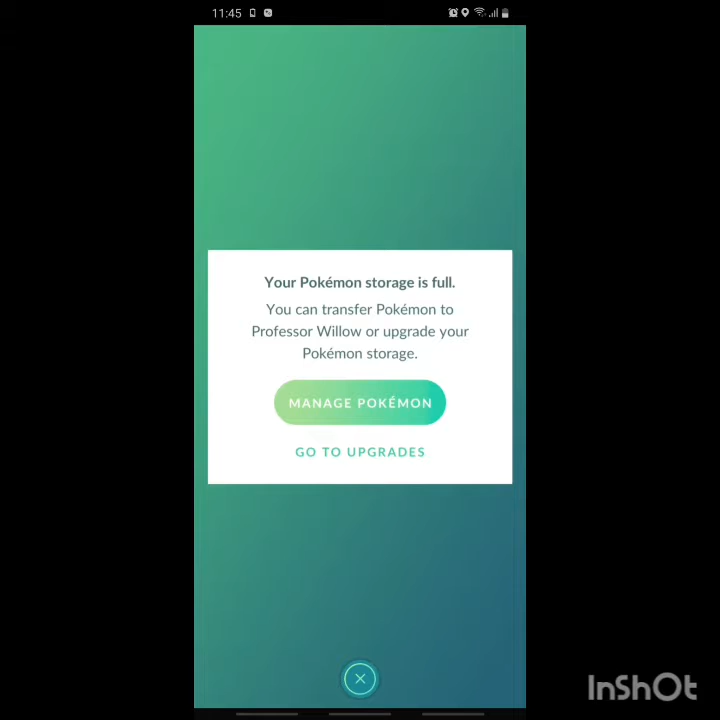 11:45
Your Pokémon storage is full.
You can transfer Pokémon to
Professor Willow or upgrade your
Pokémon storage.
MANAGE POKÉMON
GO TO UPGRADES
InShOt